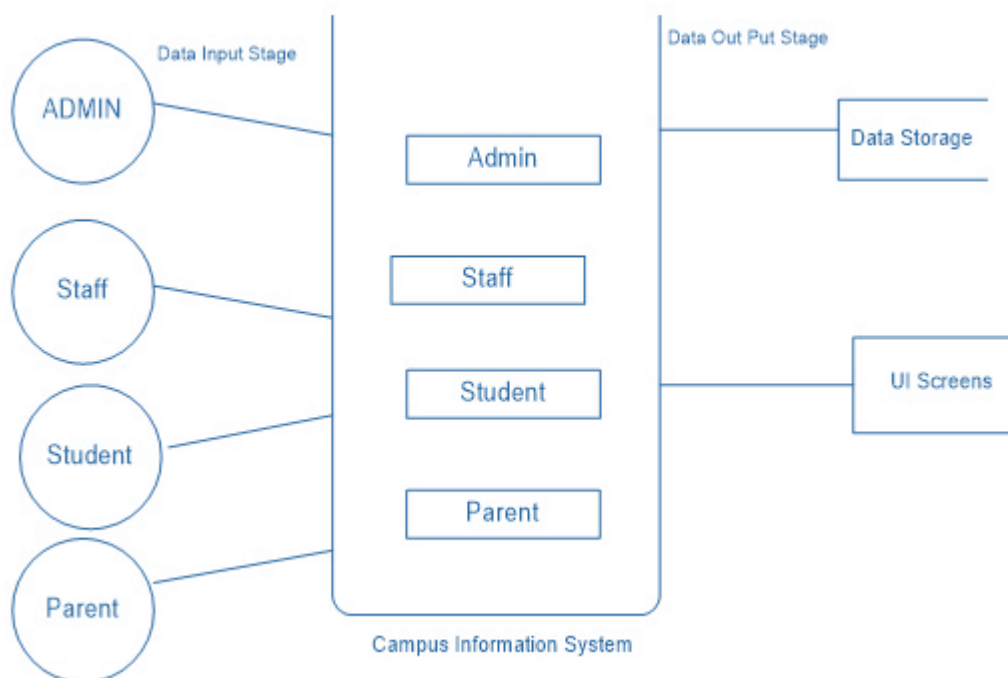 Data Input Stage
Data Out Put Stage
ADMIN
Admin
Data Storage
Staff
Staff
Student
UI Screens
Student
Parent
Parent
Campus Information System